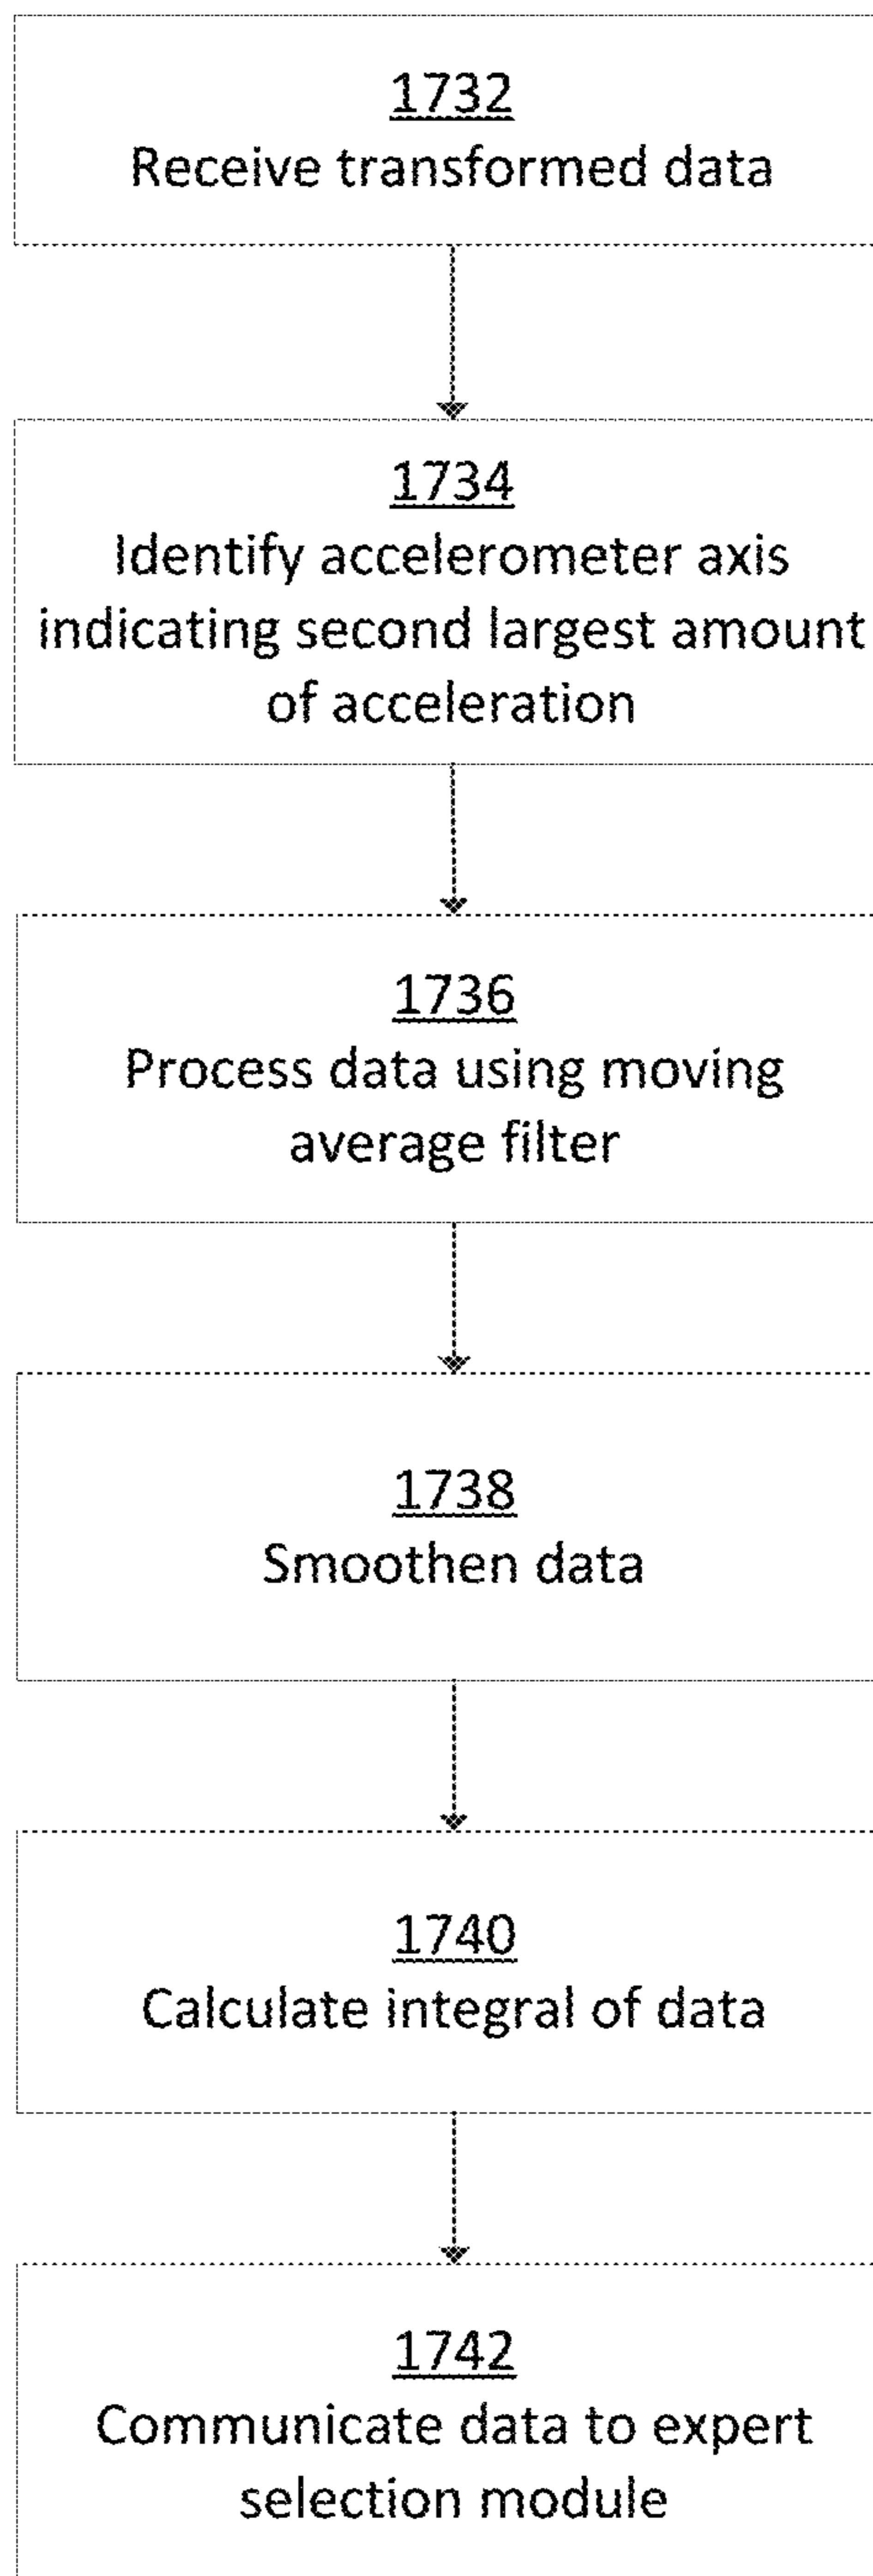 1732
Receive transformed data
1734
Identify accelerometer axis
indicating second largest amount
of acceleration
1736
Process data using moving
average filter
1738
Smoothen data
1740
Calculate integral of data
1742
Communicate data to expert
selection module